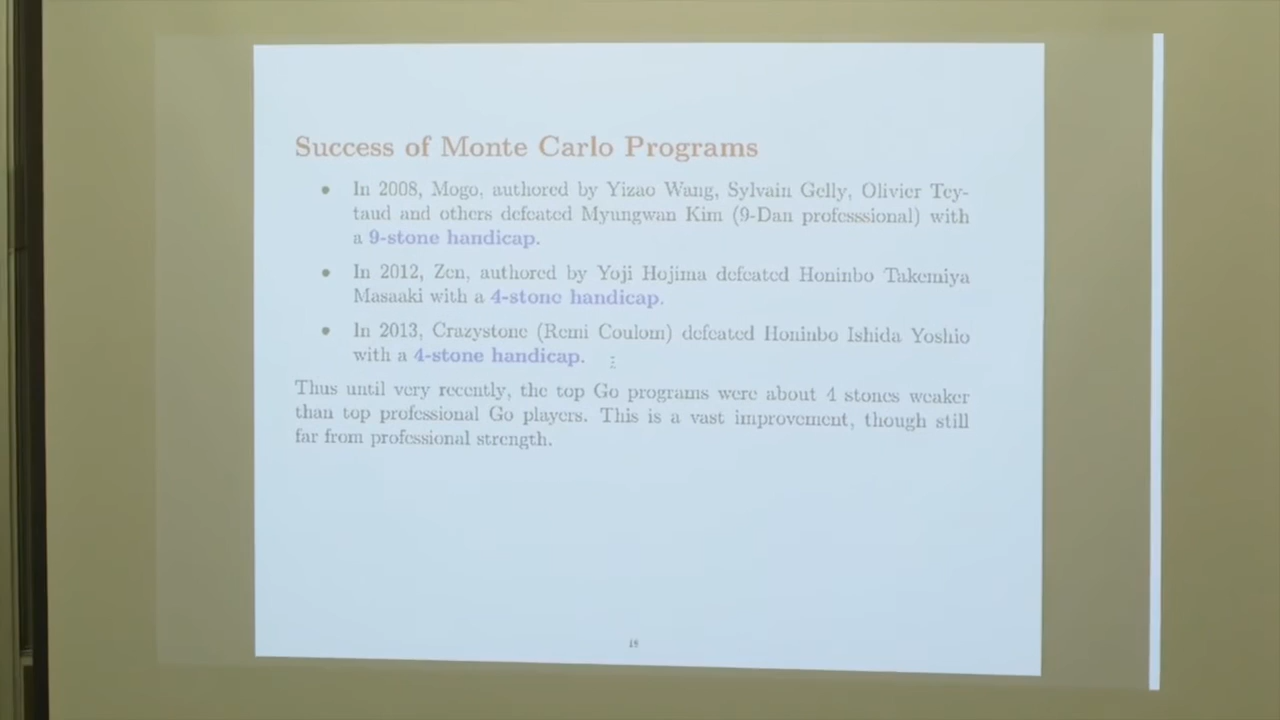 Success of Monte Carlo Programs
• In 2008, Mogo, authored by Yizao Wang, Sylvain Gelly, Olivier Tey-
taud and others defeated Myungwan Kim (9-Dan professsional) with
a 9-stone handicap.
• In 2012, Zen, authored by Yoji Hojima defeated Honinbo Takemiya
Masaaki with a 4-stone handicap.
• In 2013, Crazystone (Remi Coulom) defeated Honinbo Ishida Yoshio
with a 4-stone handicap.
Thus until very recently, the top Go programs were about 4 stones weaker
than top professional Go players. This is a vast improvement, though still
far from professional strength.